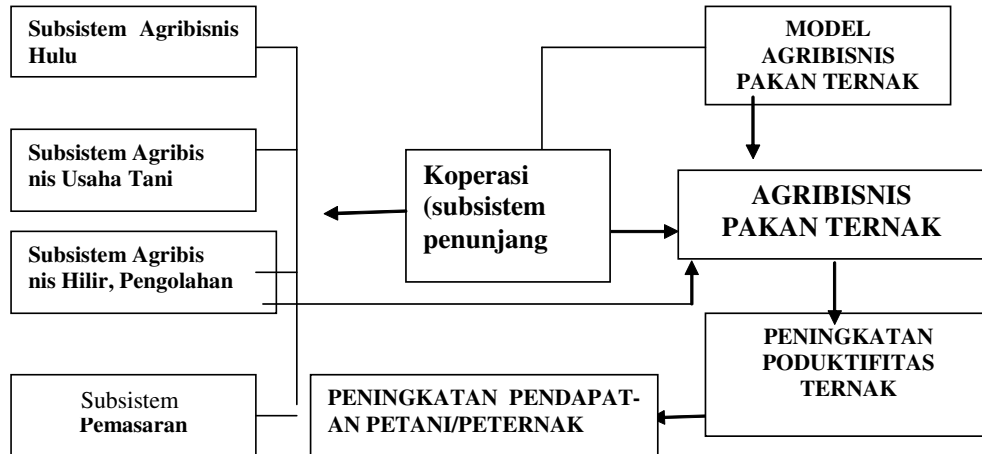 Subsistem Agribisnis
Hulu
Subsistem Agribis
nis Usaha Tani
Subsistem Agribis
nis Hilir, Pengolahan
Subsistem
Pemasaran
Koperasi
(subsistem
penunjang
MODEL
AGRIBISNIS
PAKAN TERNAK
AGRIBISNIS
PAKAN TERNAK
PENINGKATAN
PODUKTIFITAS
TERNAK
PENINGKATAN PENDAPAT-
AN PETANI/PETERNAK